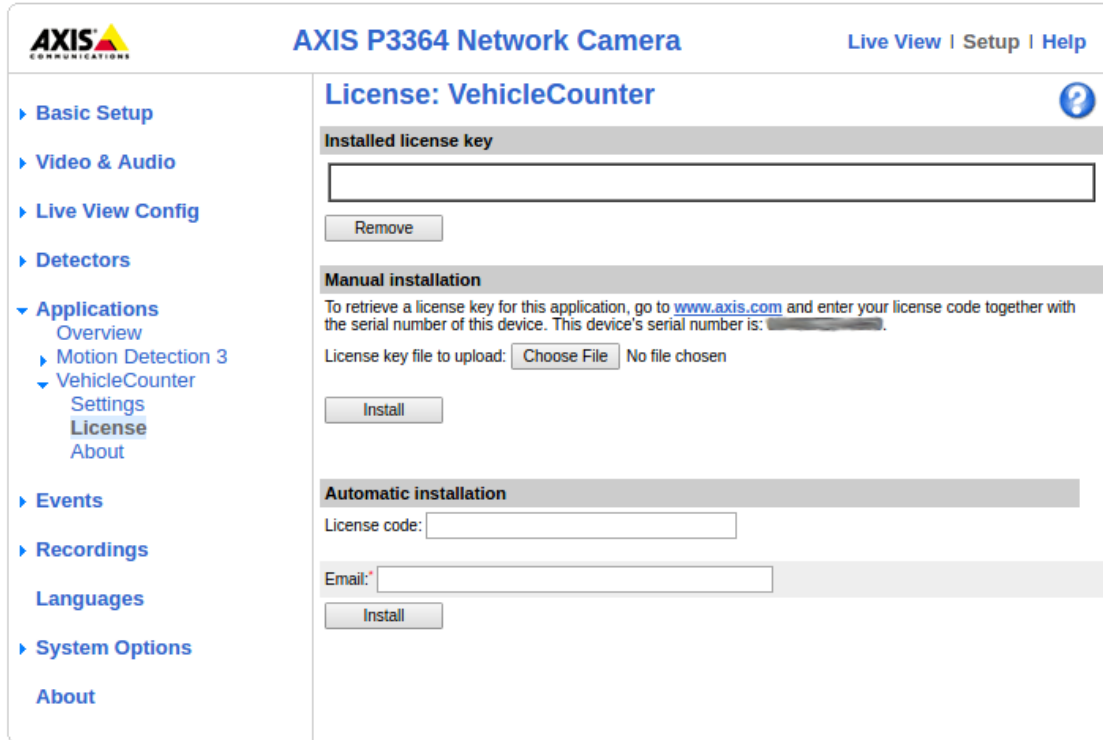 AXIS
COMMUNICATIONS
AXIS P3364 Network Camera
Live View | Setup | Help
Basic Setup
Video & Audio
Live View Config
Detectors
Applications
Overview
Motion Detection 3
VehicleCounter
Settings
License
About
Events
Recordings
Languages
System Options
About
License: VehicleCounter
?
Installed license key
Remove
Manual installation
To retrieve a license key for this application, go to www.axis.com and enter your license code together with
the serial number of this device. This device's serial number is: .
License key file to upload: Choose File No file chosen
Install
Automatic installation
License code:
Email:*
Install